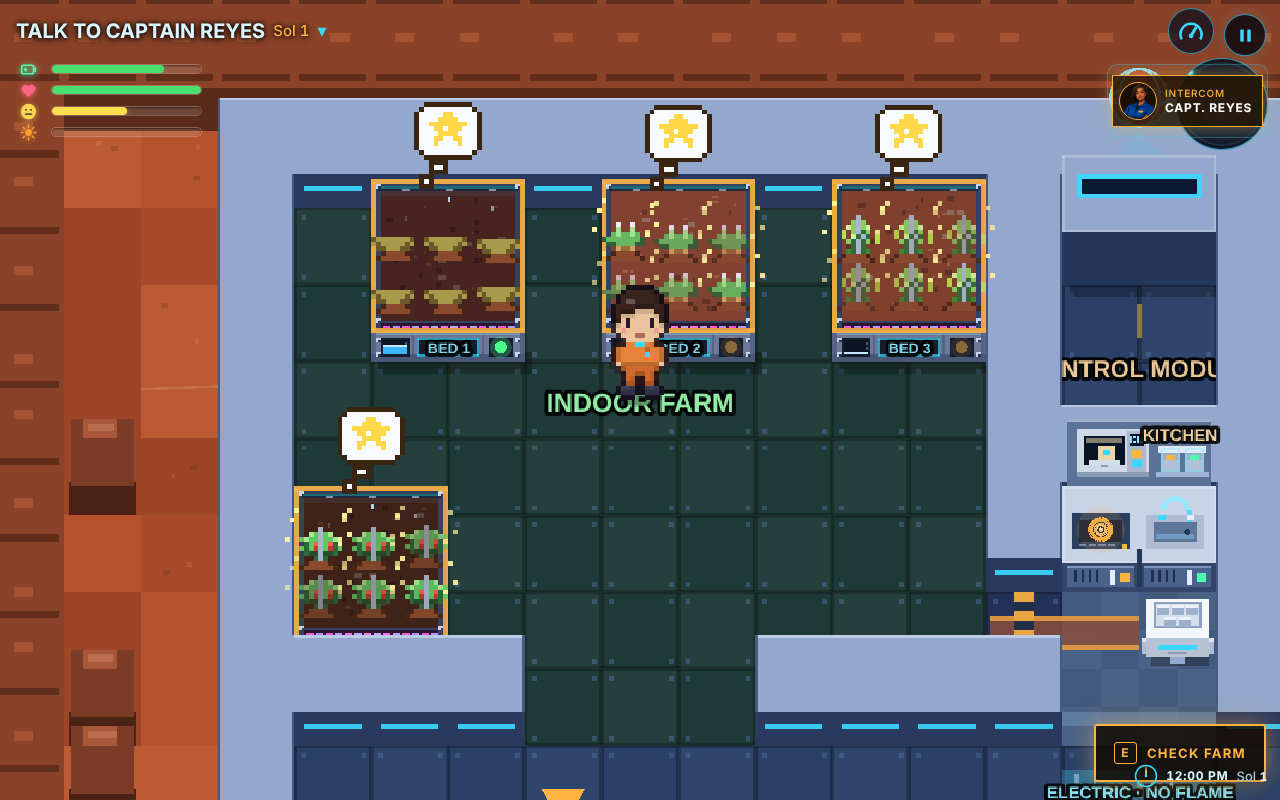 TALK TO CAPTAIN REYES Sol 1
INTERCOM
CAPT. REYES
BED 1
ED 2
BED 3
NTROL MODU
INDOOR FARM
KITCHEN
E CHECK FARM
12:00 PM Sol 1
ELECTRIC · NO FLAME